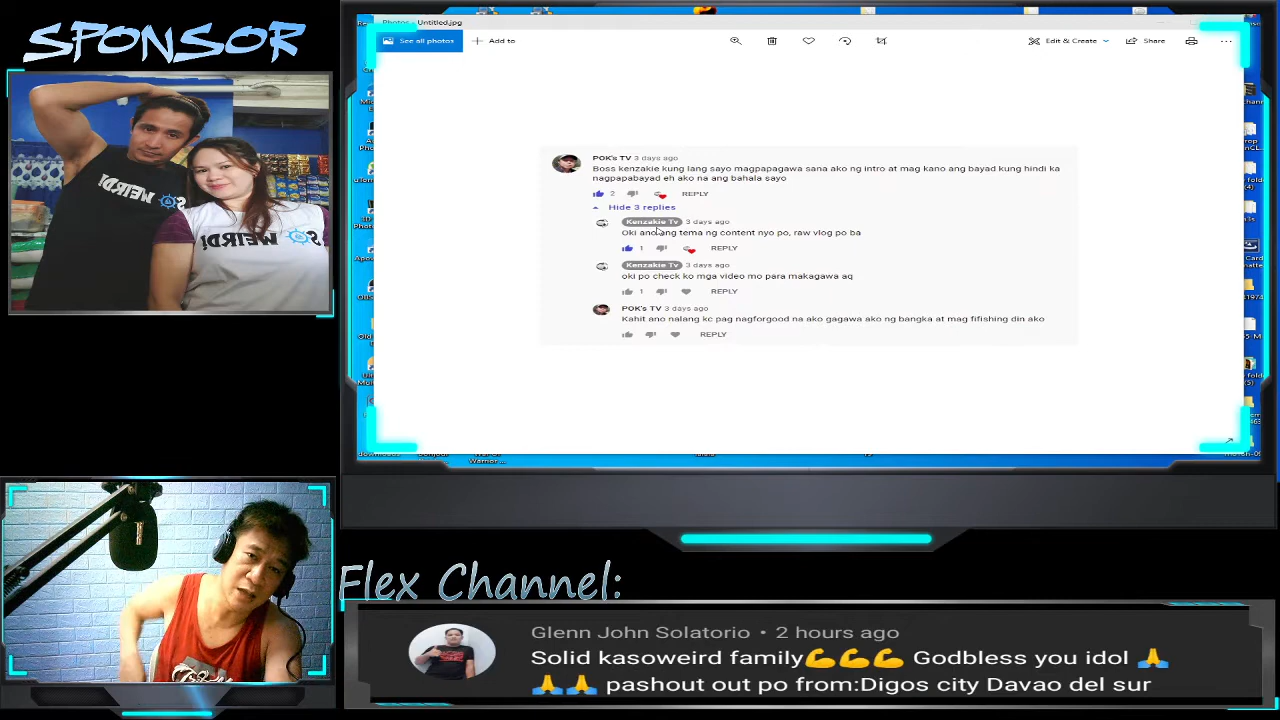 SPONSOR
Photos - Untitled.jpg
See all photos
Add to
Edit & Create
Share
POK's TV 3 days ago
Boss kenzakie kung lang sayo magpapagawa sana ako ng intro at mag kano ang bayad kung hindi ka
nagpapabayad eh ako na ang bahala sayo
2 REPLY
Hide 3 replies
Kenzakie Tv 3 days ago
Oki ano ang tema ng content nyo po, raw vlog po ba
1 REPLY
Kenzakie Tv 3 days ago
oki po check ko mga video mo para makagawa aq
1 REPLY
POK's TV 3 days ago
Kahit ano nalang kc pag nagforgood na ako gagawa ako ng bangka at mag fifishing din ako
REPLY
Flex Channel:
Glenn John Solatorio • 2 hours ago
Solid kasoweird family💪💪💪 Godbless you idol 🙏
🙏🙏 pashout out po from:Digos city Davao del sur